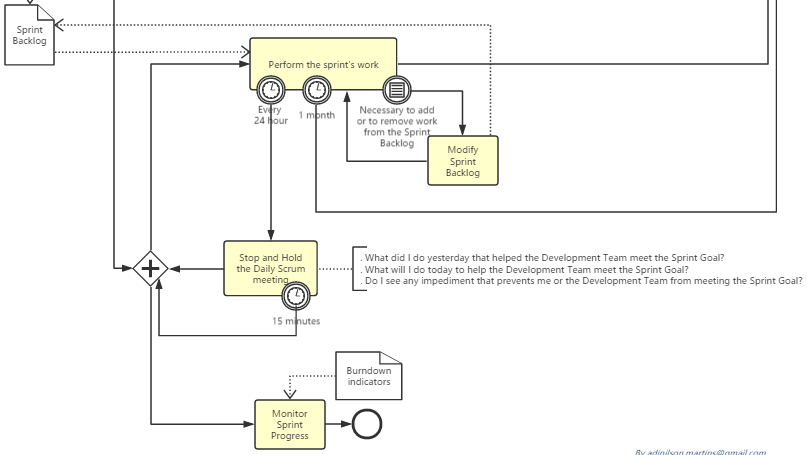 Sprint
Backlog
Perform the sprint's work
Every
24 hour
1 month
Necessary to add
or to remove work
from the Sprint
Backlog
Modify
Sprint
Backlog
Stop and Hold
the Daily Scrum
meeting
. What did I do yesterday that helped the Development Team meet the Sprint Goal?
. What will I do today to help the Development Team meet the Sprint Goal?
. Do I see any impediment that prevents me or the Development Team from meeting the Sprint Goal?
15 minutes
Burndown
indicators
Monitor
Sprint
Progress
By adinilson.martins@gmail.com